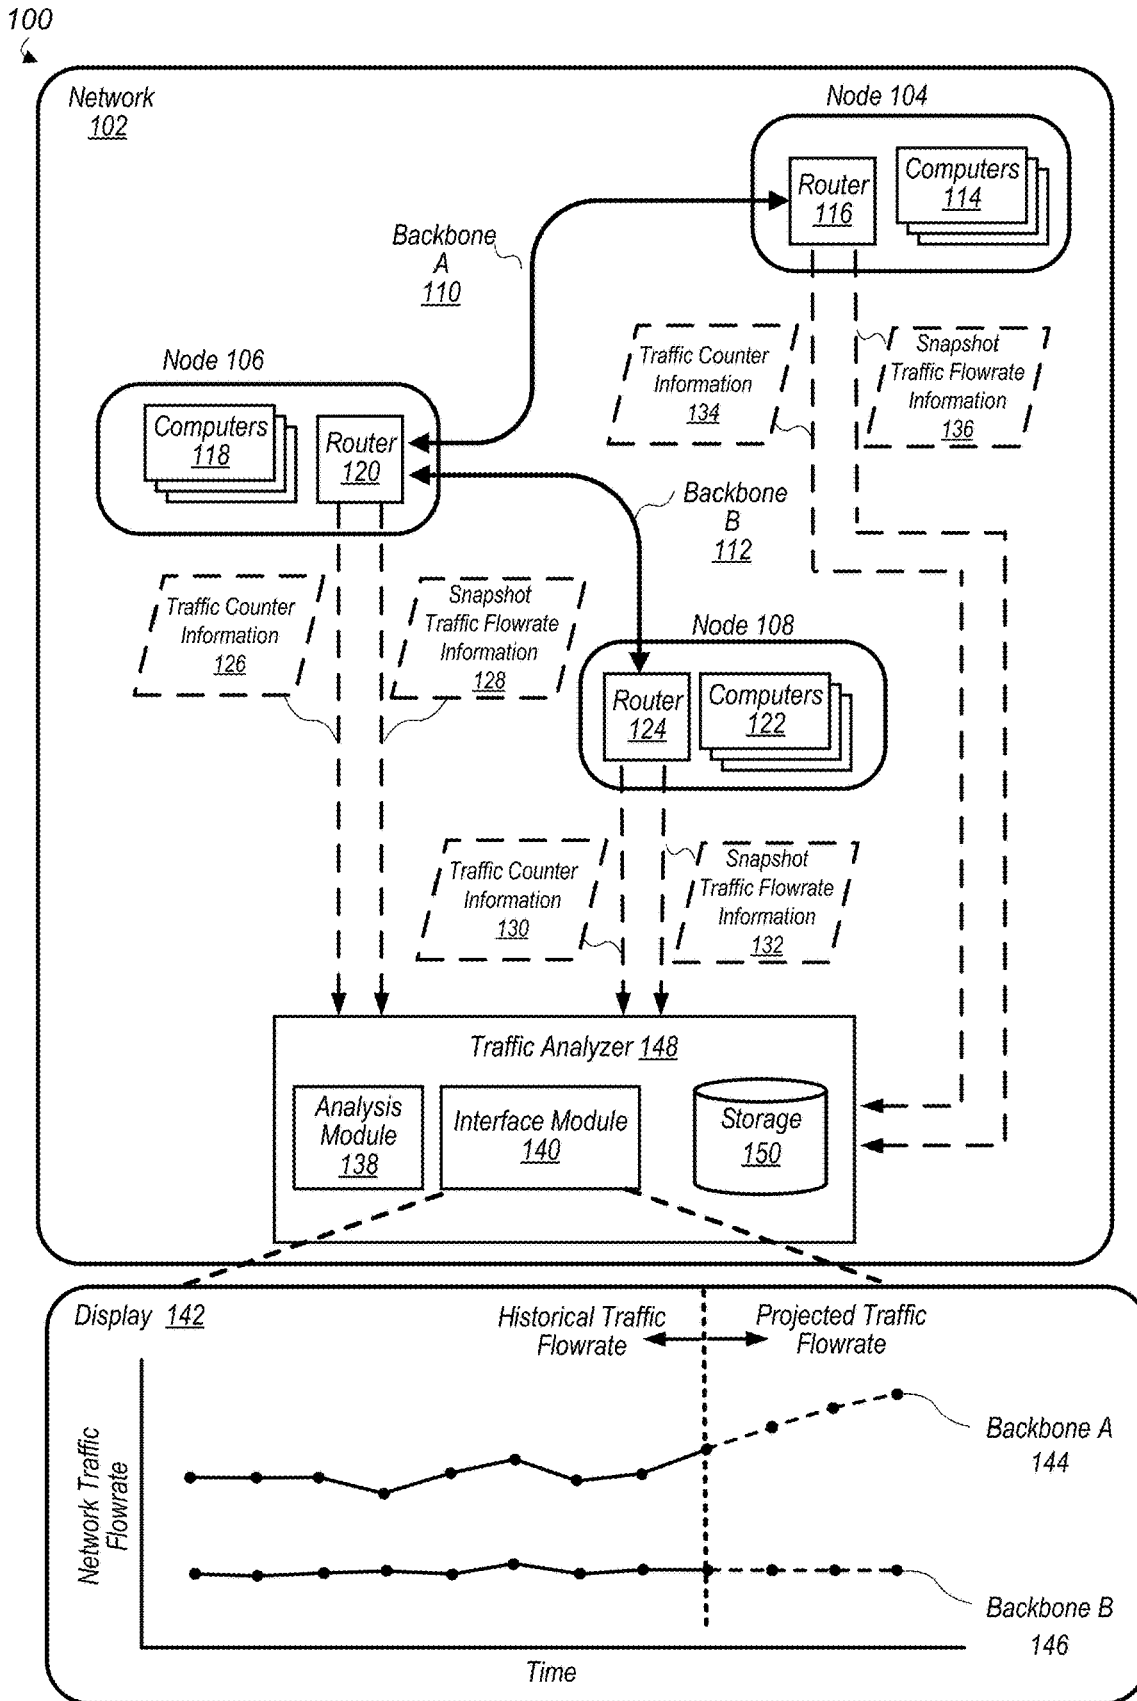 100
Network
102
Node 104
Router
116
Computers
114
Backbone
A
110
Node 106
Computers
118
Router
120
Traffic Counter
Information
134
Snapshot
Traffic Flowrate
Information
136
Backbone
B
112
Traffic Counter
Information
126
Snapshot
Traffic Flowrate
Information
128
Node 108
Router
124
Computers
122
Traffic Counter
Information
130
Snapshot
Traffic Flowrate
Information
132
Traffic Analyzer 148
Analysis
Module
138
Interface Module
140
Storage
150
Display 142
Historical Traffic
Flowrate
Projected Traffic
Flowrate
Network Traffic
Flowrate
Backbone A
144
Backbone B
146
Time